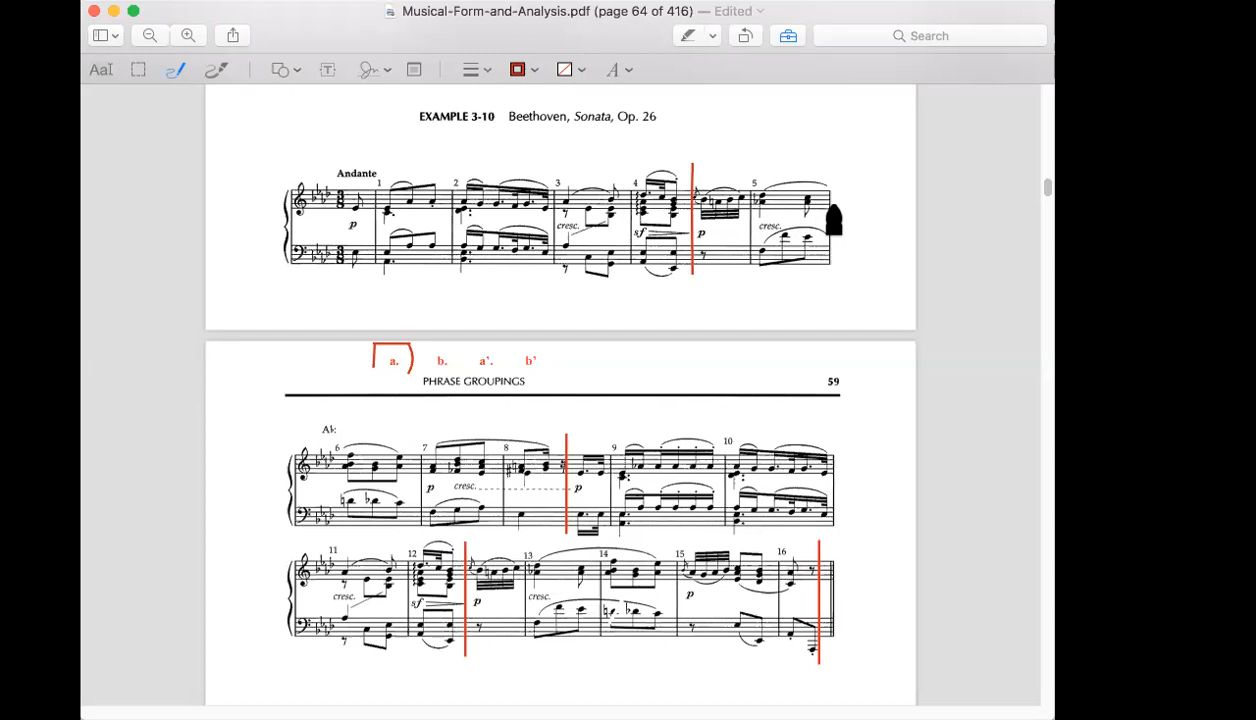 Musical-Form-and-Analysis.pdf (page 64 of 416) — Edited
Search
AaI
T
A
EXAMPLE 3-10 Beethoven, Sonata, Op. 26
Andante
1 2 3 4 5
p cresc. sf p cresc.
a. b. a'. b'
PHRASE GROUPINGS 59
A♭:
6 7 8 9 10
p cresc. p
11 12 13 14 15 16
cresc. sf p cresc. p